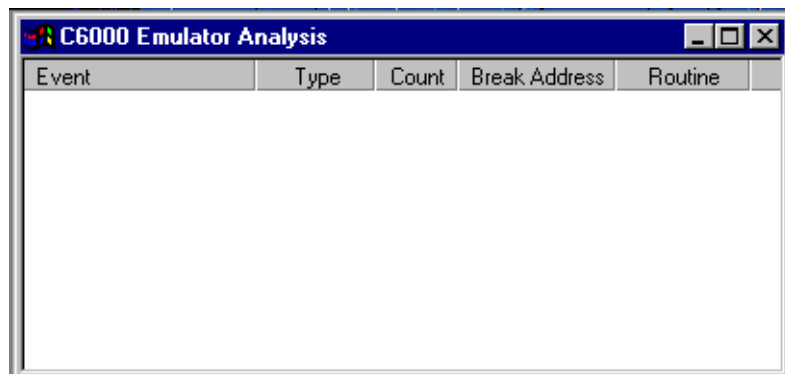 C6000 Emulator Analysis
Event Type Count Break Address Routine